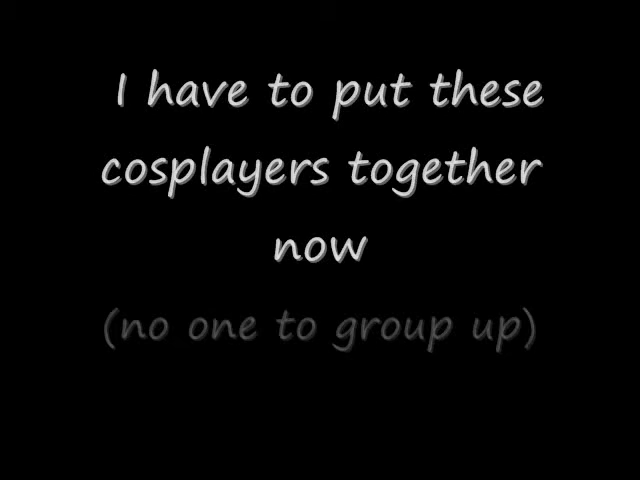 I have to put these
cosplayers together
now
(no one to group up)